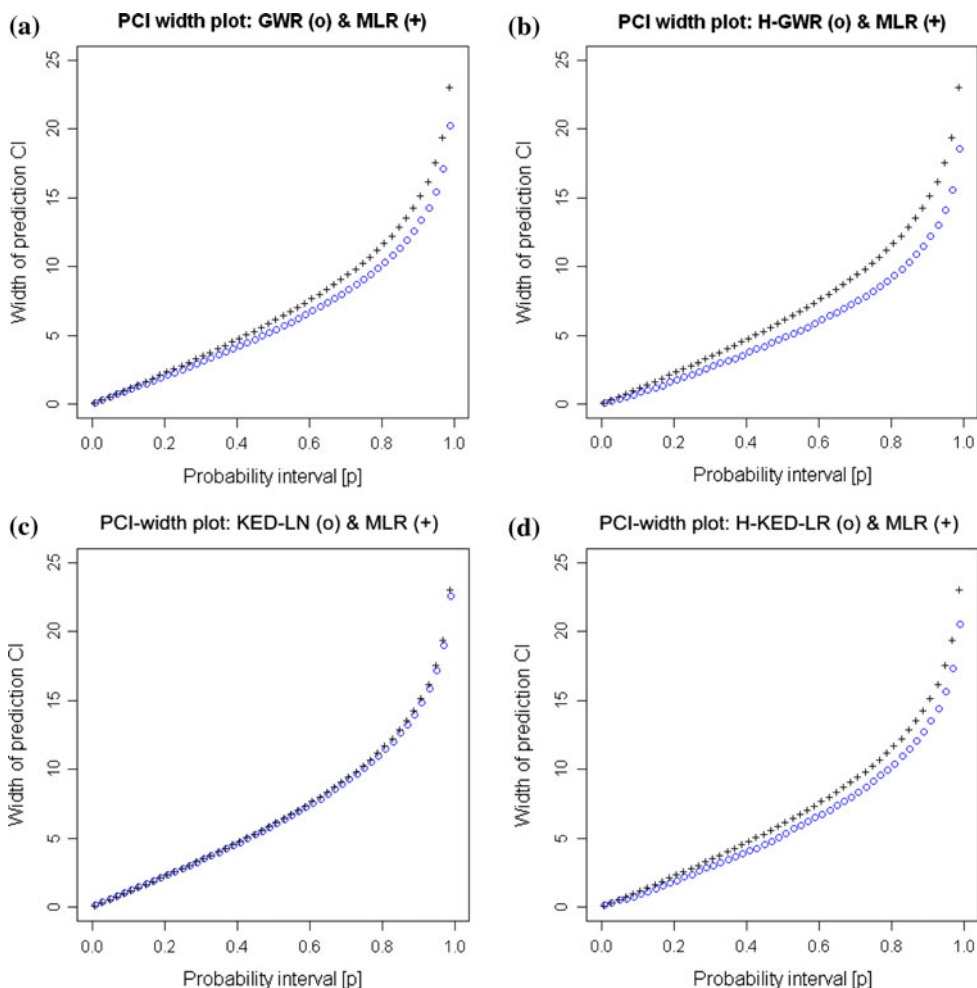 (a) PCI width plot: GWR (o) & MLR (+)
Width of prediction CI
25
20
15
10
5
0
0.0 0.2 0.4 0.6 0.8 1.0
Probability interval [p]
(b) PCI width plot: H-GWR (o) & MLR (+)
Width of prediction CI
25
20
15
10
5
0
0.0 0.2 0.4 0.6 0.8 1.0
Probability interval [p]
(c) PCI-width plot: KED-LN (o) & MLR (+)
Width of prediction CI
25
20
15
10
5
0
0.0 0.2 0.4 0.6 0.8 1.0
Probability interval [p]
(d) PCI-width plot: H-KED-LR (o) & MLR (+)
Width of prediction CI
25
20
15
10
5
0
0.0 0.2 0.4 0.6 0.8 1.0
Probability interval [p]